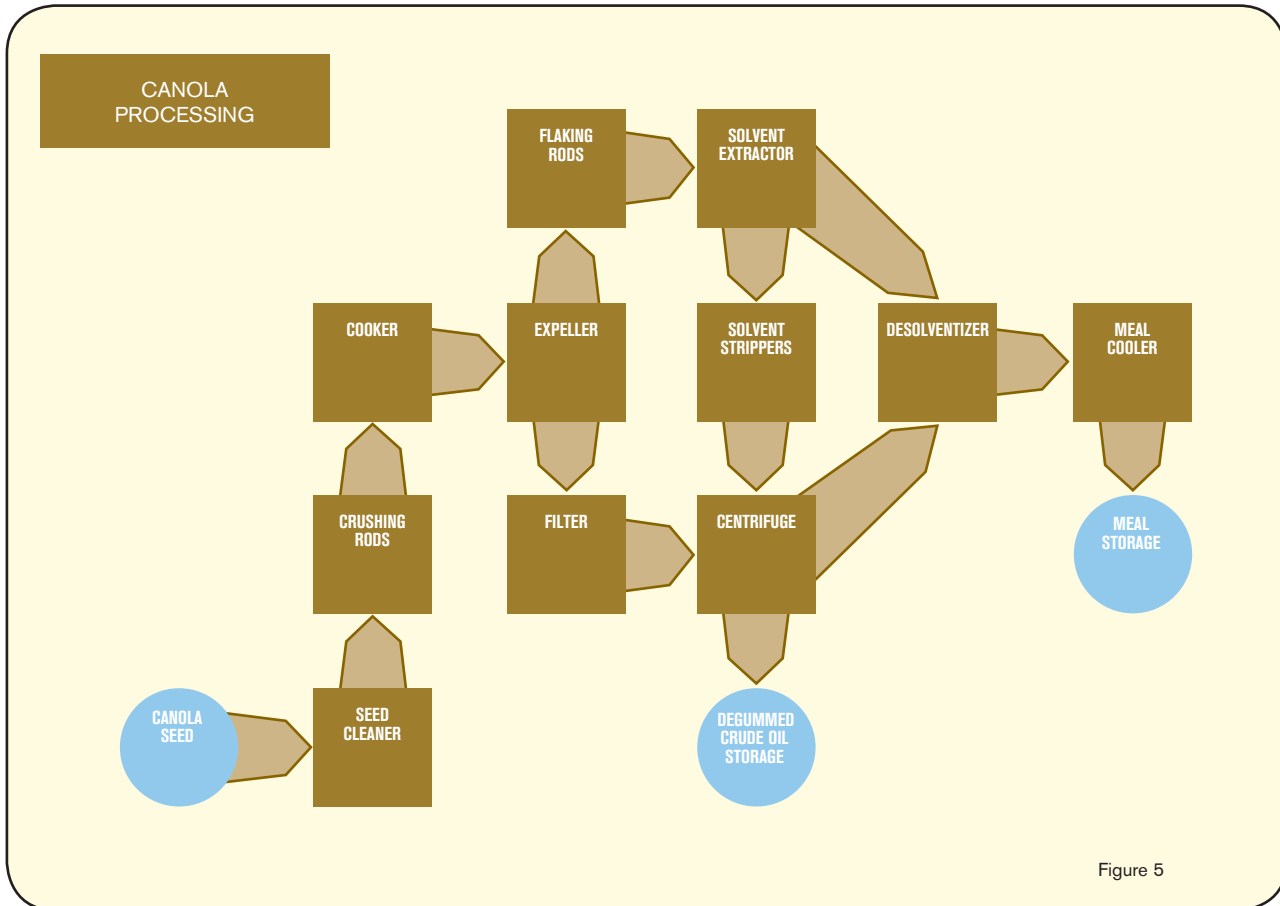 CANOLA
PROCESSING
FLAKING
RODS
SOLVENT
EXTRACTOR
COOKER
EXPELLER
SOLVENT
STRIPPERS
DESOLVENTIZER
MEAL
COOLER
CRUSHING
RODS
FILTER
CENTRIFUGE
MEAL
STORAGE
CANOLA
SEED
SEED
CLEANER
DEGUMMED
CRUDE OIL
STORAGE
Figure 5